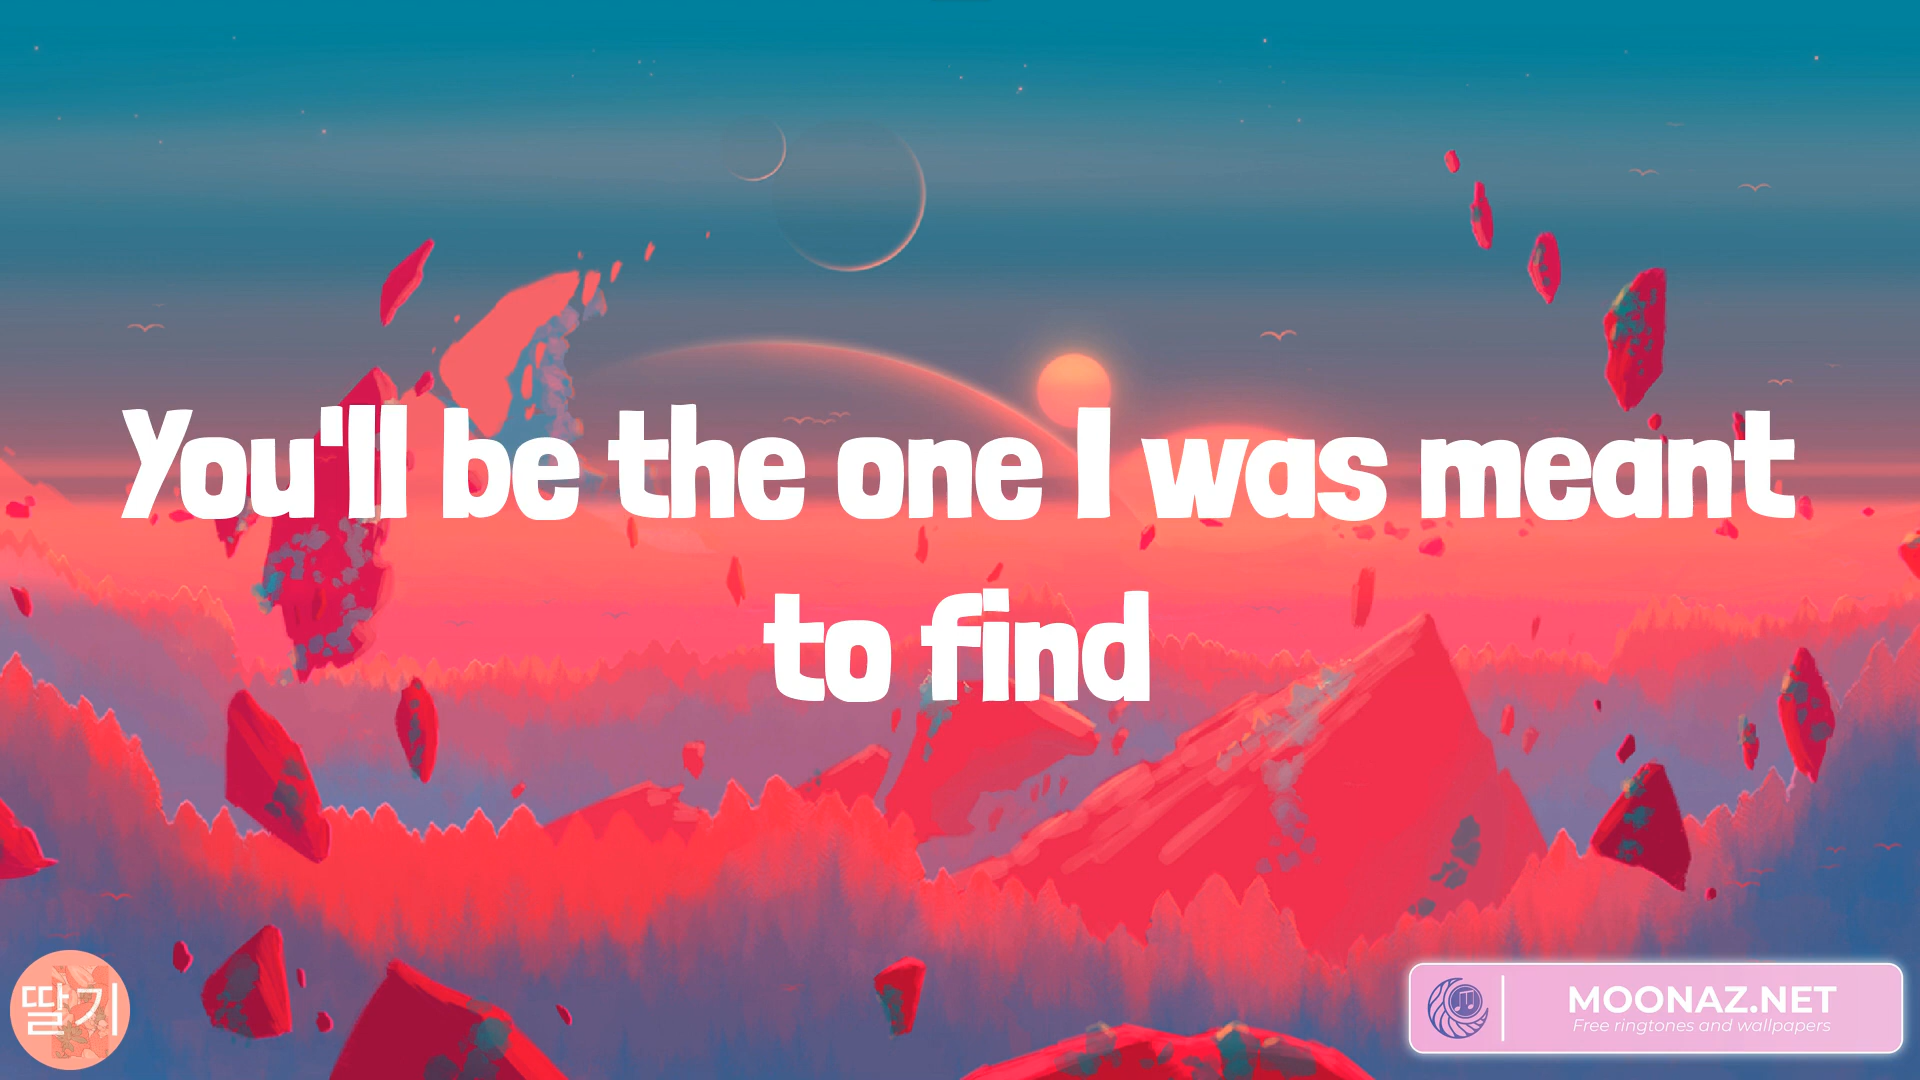 You'll be the one I was meant
to find
딸기
MOONAZ.NET
Free ringtones and wallpapers